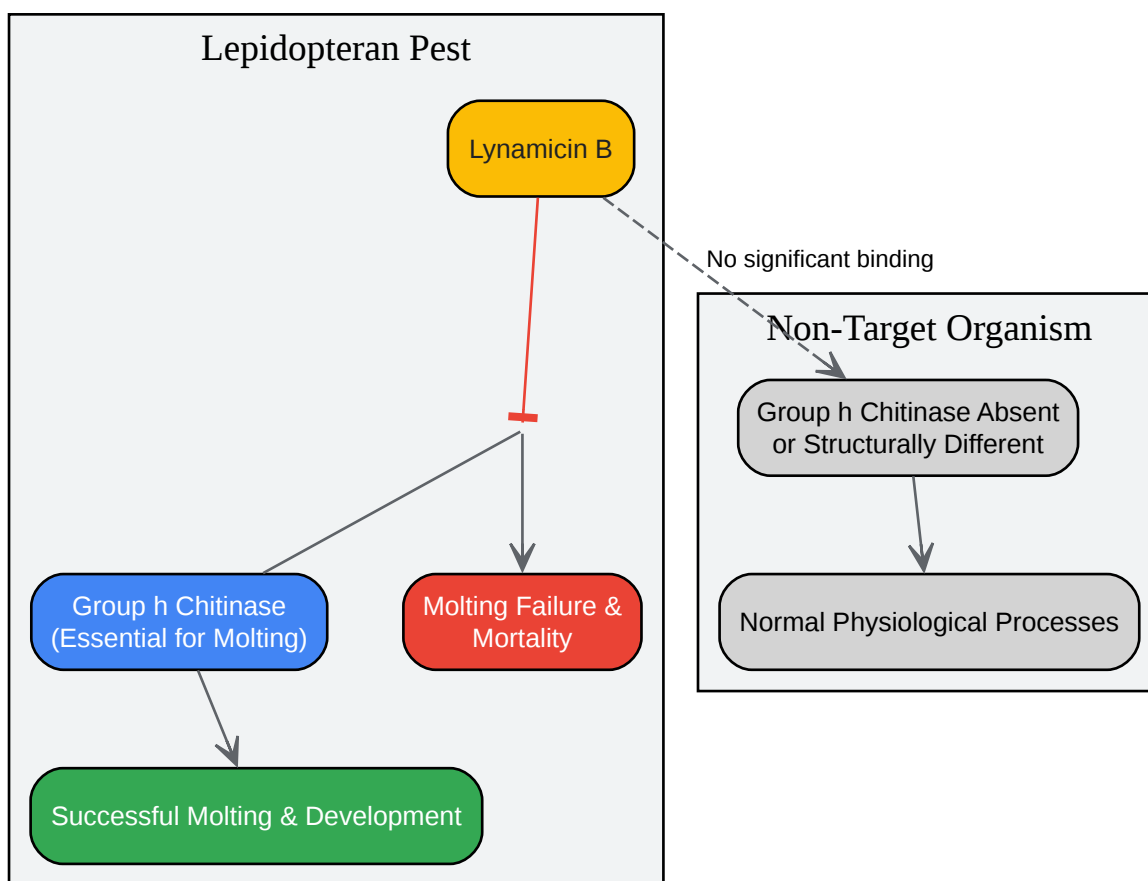 Lepidopteran Pest
Lynamicin B
No significant binding
Non-Target Organism
Group h Chitinase Absent
or Structurally Different
Group h Chitinase
(Essential for Molting)
Molting Failure &
Mortality
Normal Physiological Processes
Successful Molting & Development